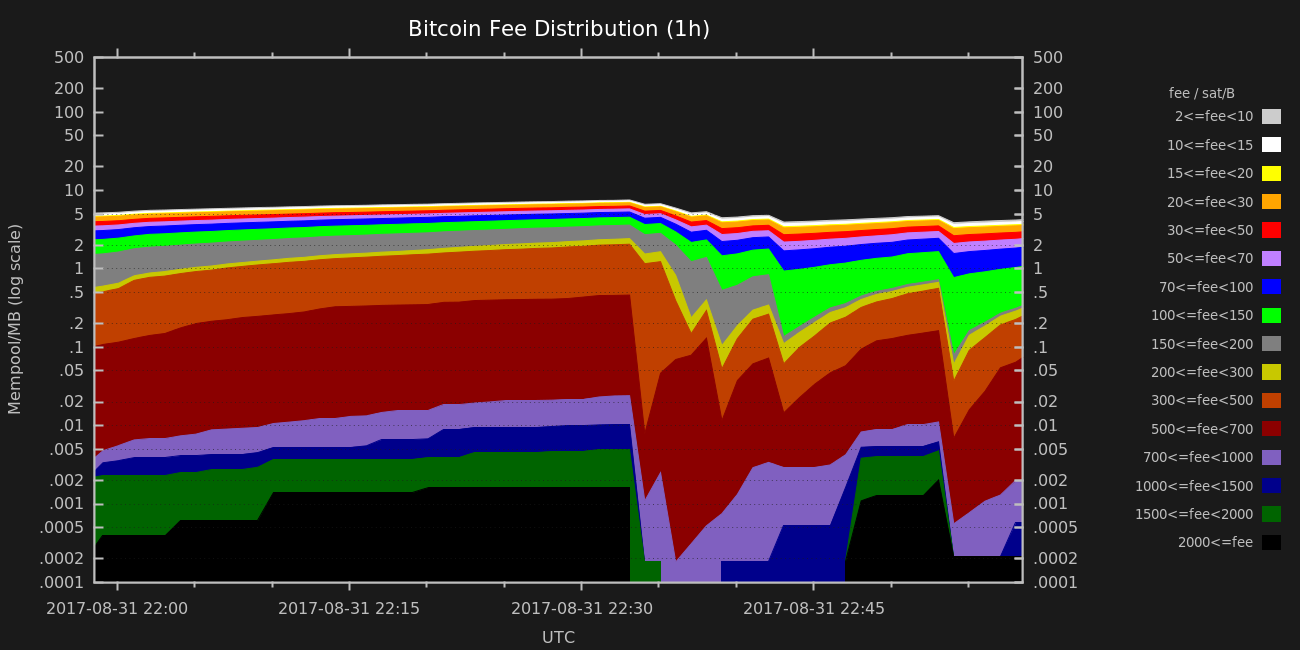 Bitcoin Fee Distribution (1h)
Mempool/MB (log scale)
500
200
100
50
20
10
5
2
1
.5
.2
.1
.05
.02
.01
.005
.002
.001
.0005
.0002
.0001
500
200
100
50
20
10
5
2
1
.5
.2
.1
.05
.02
.01
.005
.002
.001
.0005
.0002
.0001
2017-08-31 22:00
2017-08-31 22:15
2017-08-31 22:30
2017-08-31 22:45
UTC
fee / sat/B
2<=fee<10
10<=fee<15
15<=fee<20
20<=fee<30
30<=fee<50
50<=fee<70
70<=fee<100
100<=fee<150
150<=fee<200
200<=fee<300
300<=fee<500
500<=fee<700
700<=fee<1000
1000<=fee<1500
1500<=fee<2000
2000<=fee